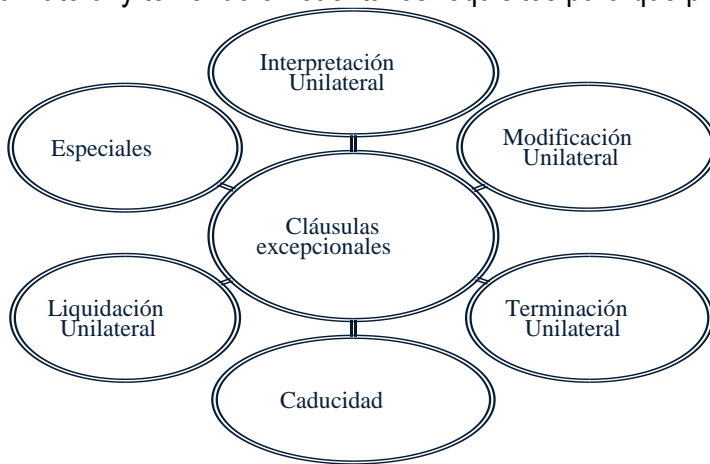 Interpretación
Unilateral
Especiales
Modificación
Unilateral
Cláusulas
excepcionales
Liquidación
Unilateral
Terminación
Unilateral
Caducidad